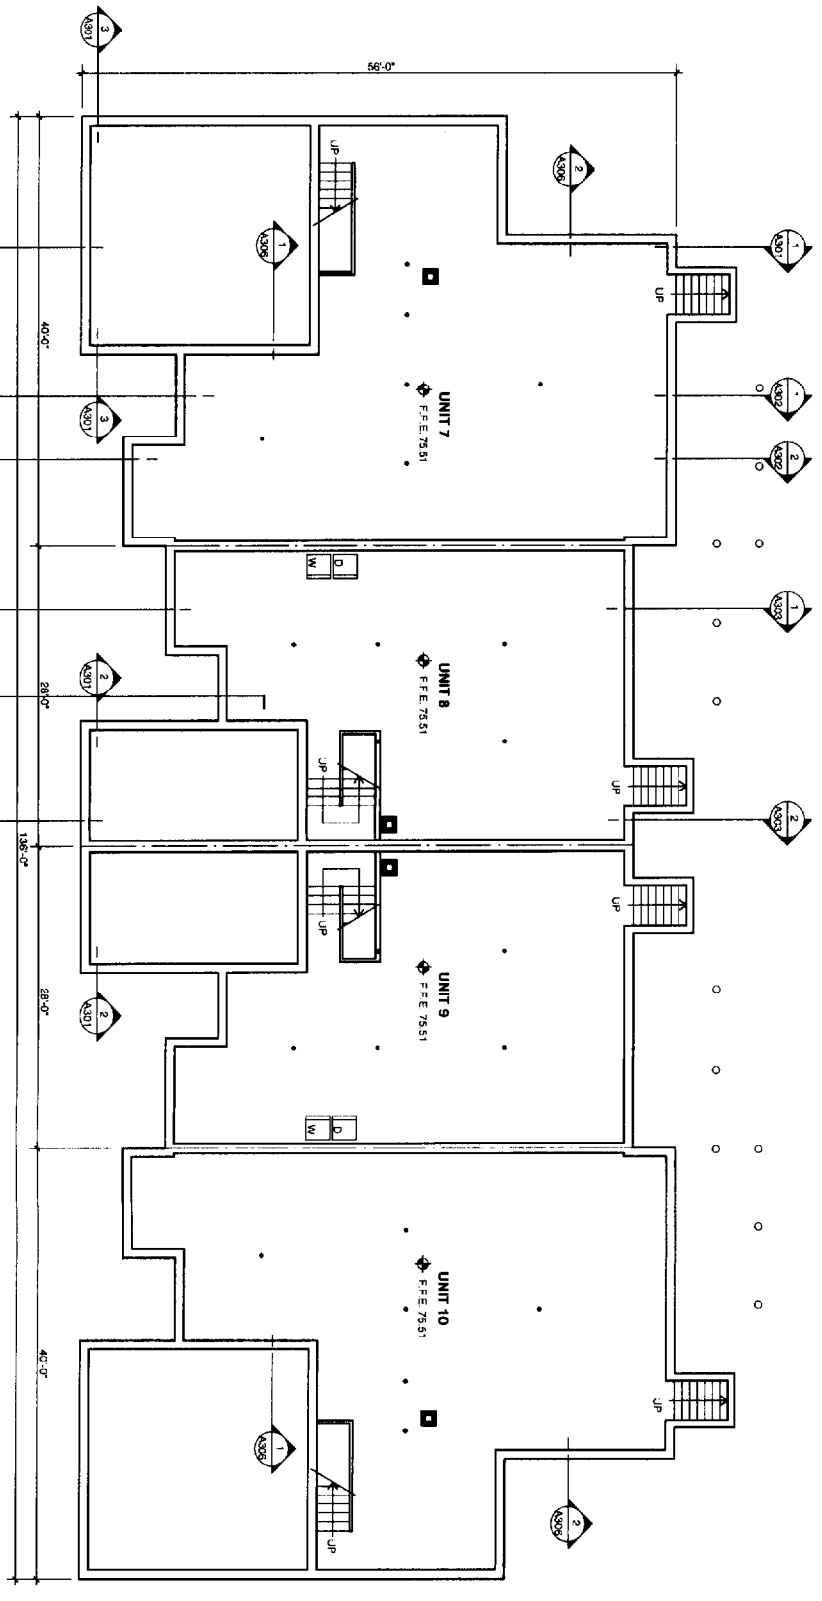 3
A301
56'-0"
2
A306
1
A301
UP
1
A306
UP
40'-0"
3
A301
UNIT 7
F.F.E. 75.51
1
A302
2
A302
W D
1
A303
UNIT 8
F.F.E. 75.51
2
A301
28'-0"
UP
UP
2
A303
136'-0"
UP
UP
UNIT 9
F.F.E. 75.51
2
A301
28'-0"
W D
UNIT 10
F.F.E. 75.51
40'-0"
UP
1
A306
UP
2
A306